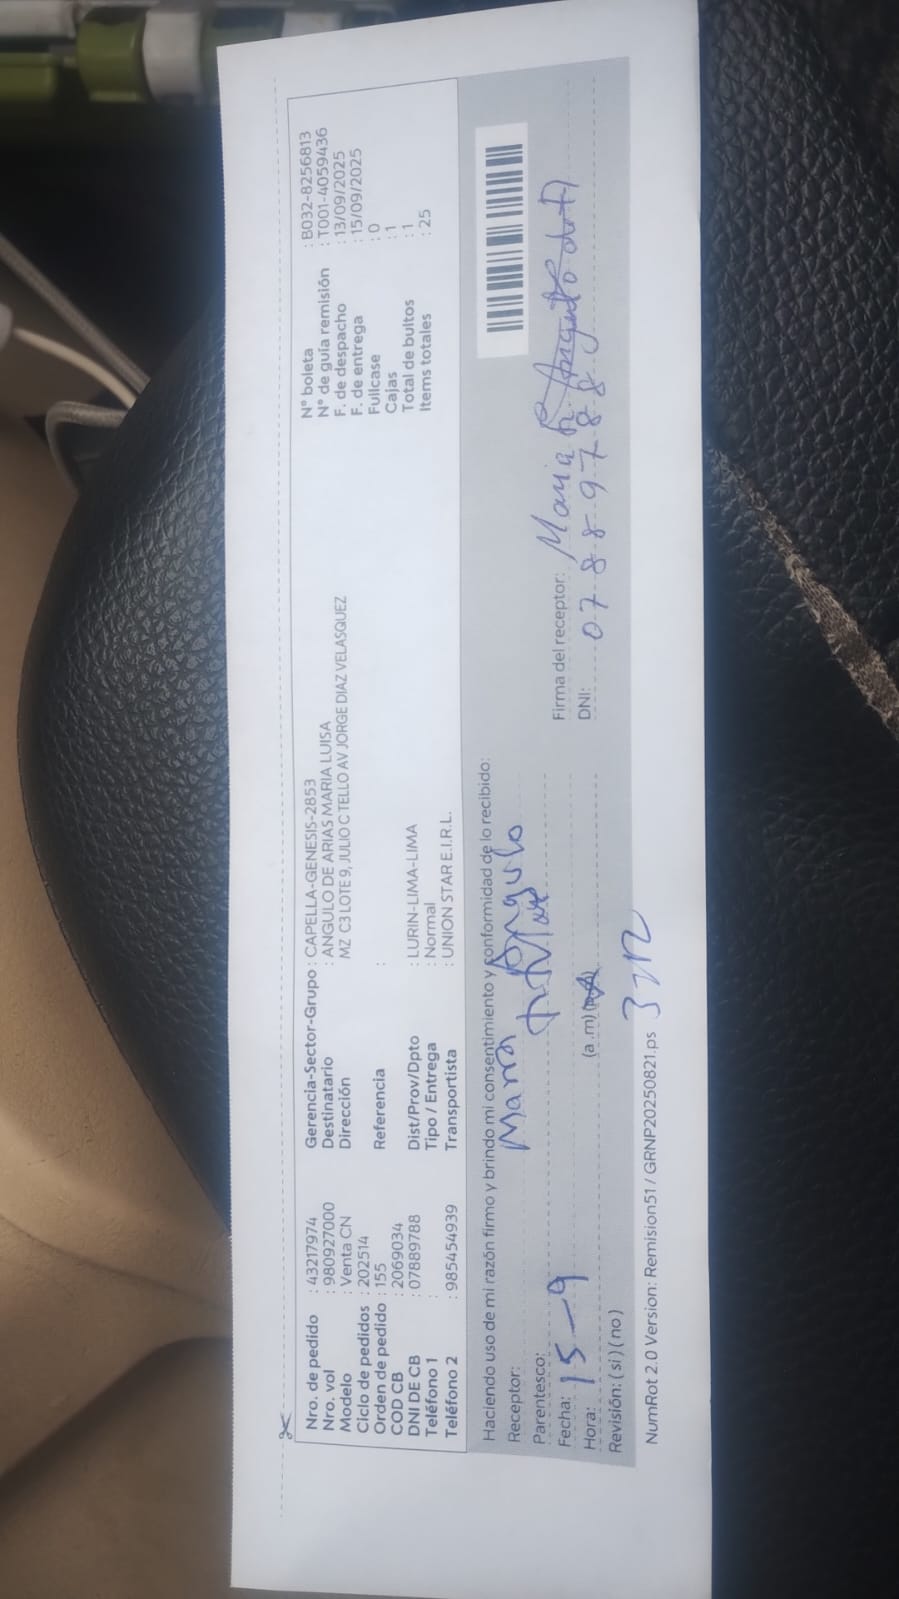 Nro. de pedido : 43217974 Gerencia-Sector-Grupo : CAPELLA-GENESIS-2853 N° boleta : B032-8256813
Nro. vol : 980927000 Destinatario : ANGULO DE ARIAS MARIA LUISA N° de guía remisión : T001-4059436
Modelo : Venta CN Dirección MZ C3 LOTE 9, JULIO C TELLO AV JORGE DIAZ VELASQUEZ F. de despacho : 13/09/2025
Ciclo de pedidos : 202514 F. de entrega : 15/09/2025
Orden de pedido : 155 Referencia : Fullcase : 0
COD CB : 2069034 Cajas : 1
DNI DE CB : 07889788 Dist/Prov/Dpto : LURIN-LIMA-LIMA Total de bultos : 1
Teléfono 1 : Tipo / Entrega : Normal Items totales : 25
Teléfono 2 : 985454939 Transportista : UNION STAR E.I.R.L.
Haciendo uso de mi razón firmo y brindo mi consentimiento y conformidad de lo recibido:
Receptor: Maria Angulo
Parentesco:
Fecha: 15-9 Firma del receptor: Maria
Hora: (a .m) DNI: 07889788
Revisión: ( si ) ( no )
NumRot 2.0 Version: Remision51 / GRNP20250821.ps